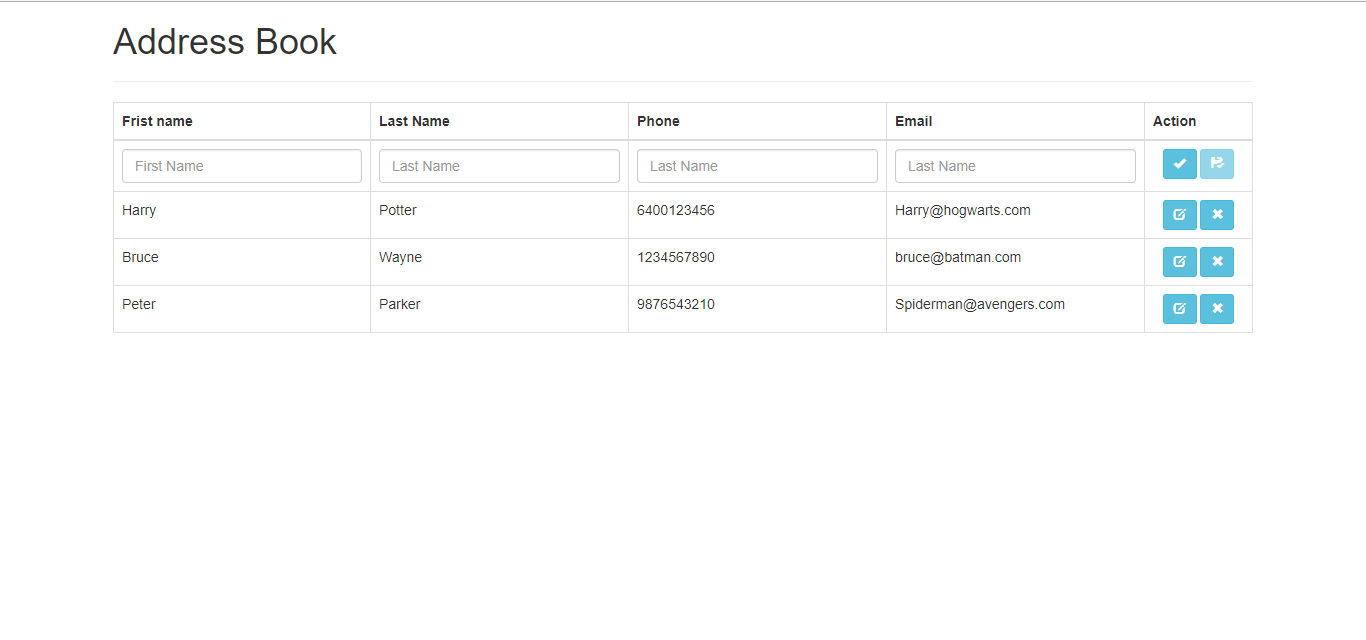 Address Book
Frist name Last Name Phone Email Action
First Name Last Name Last Name Last Name
Harry Potter 6400123456 Harry@hogwarts.com
Bruce Wayne 1234567890 bruce@batman.com
Peter Parker 9876543210 Spiderman@avengers.com